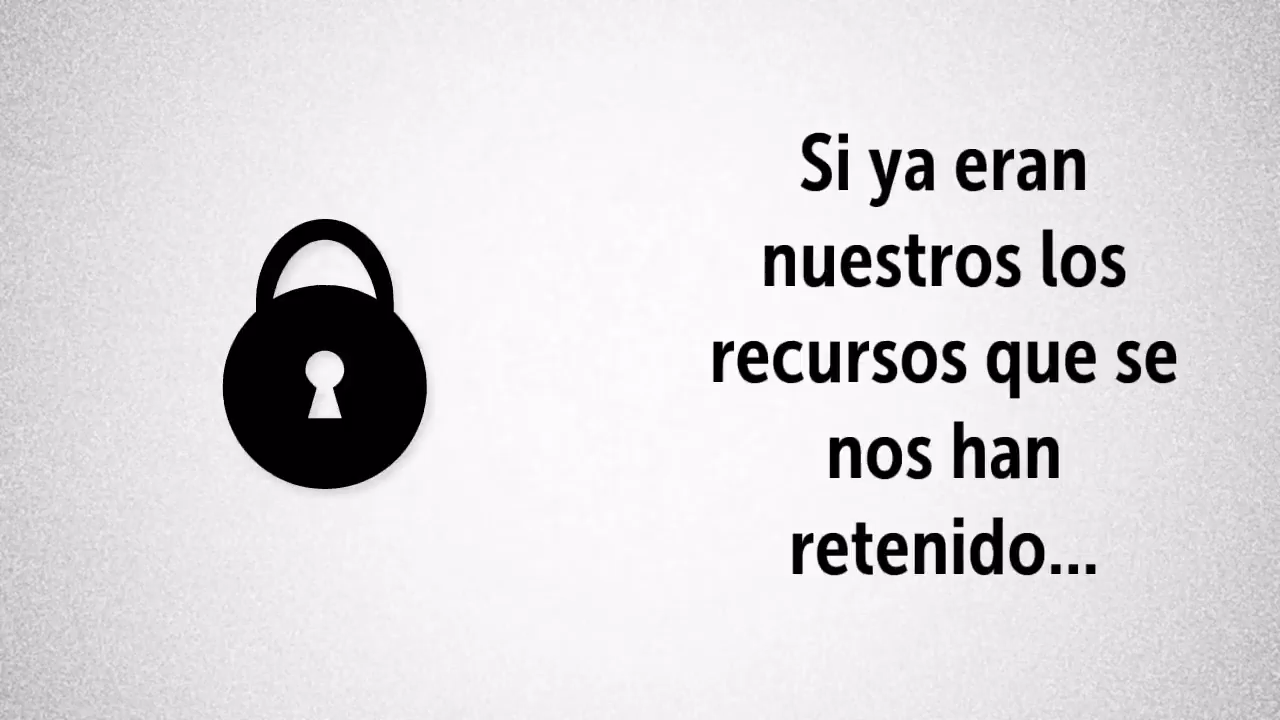 Si ya eran
nuestros los
recursos que se
nos han
retenido...